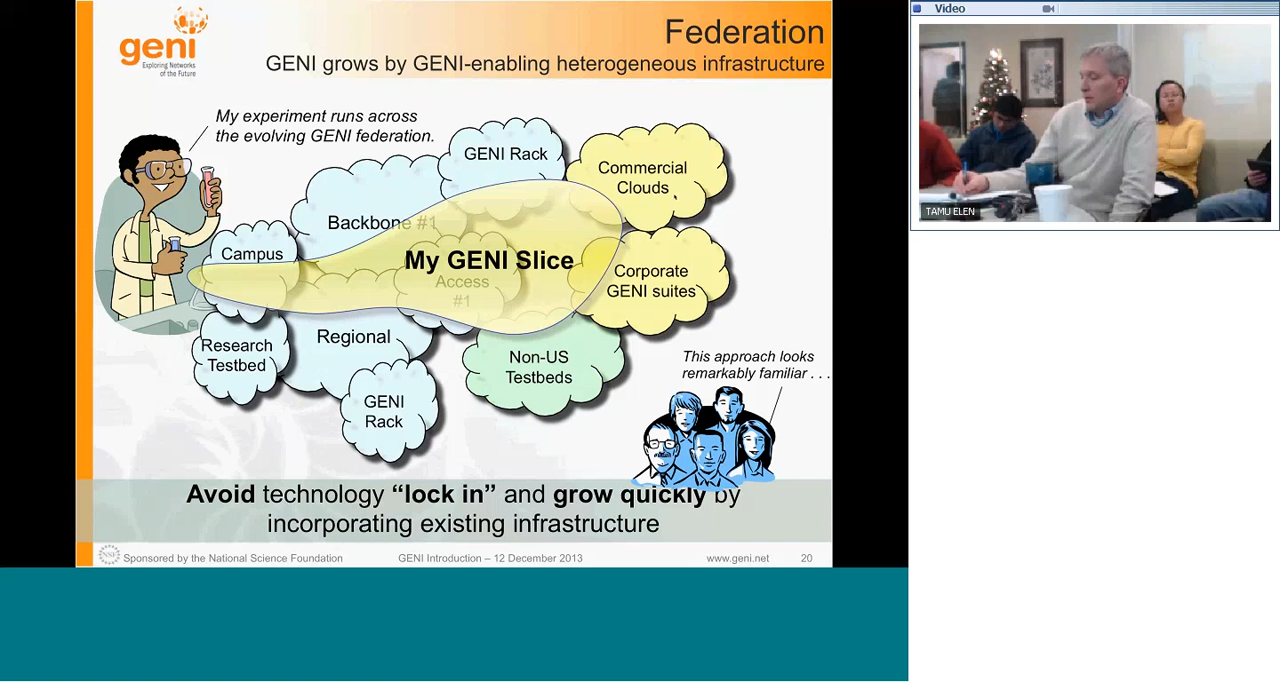 geni
Exploring Networks
of the Future
Federation
GENI grows by GENI-enabling heterogeneous infrastructure
My experiment runs across
the evolving GENI federation.
GENI Rack
Commercial
Clouds
Backbone #1
Campus
My GENI Slice
Access
#1
Corporate
GENI suites
Research
Testbed
Regional
Non-US
Testbeds
GENI
Rack
This approach looks
remarkably familiar . . .
Avoid technology “lock in” and grow quickly by
incorporating existing infrastructure
NSF
Sponsored by the National Science Foundation
GENI Introduction – 12 December 2013
www.geni.net
20
Video
TAMU ELEN